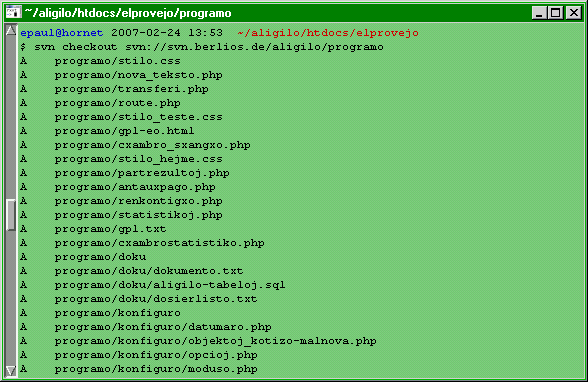 ~/aligilo/htdocs/elprovejo/programo
epaul@hornet 2007-02-24 13:53  ~/aligilo/htdocs/elprovejo
$ svn checkout svn://svn.berlios.de/aligilo/programo
A    programo/stilo.css
A    programo/nova_teksto.php
A    programo/transferi.php
A    programo/route.php
A    programo/stilo_teste.css
A    programo/gpl-eo.html
A    programo/cxambro_sxangxo.php
A    programo/stilo_hejme.css
A    programo/partrezultoj.php
A    programo/antauxpago.php
A    programo/renkontigxo.php
A    programo/statistikoj.php
A    programo/gpl.txt
A    programo/cxambrostatistiko.php
A    programo/doku
A    programo/doku/dokumento.txt
A    programo/doku/aligilo-tabeloj.sql
A    programo/doku/dosierlisto.txt
A    programo/konfiguro
A    programo/konfiguro/datumaro.php
A    programo/konfiguro/objektoj_kotizo-malnova.php
A    programo/konfiguro/opcioj.php
A    programo/konfiguro/moduso.php